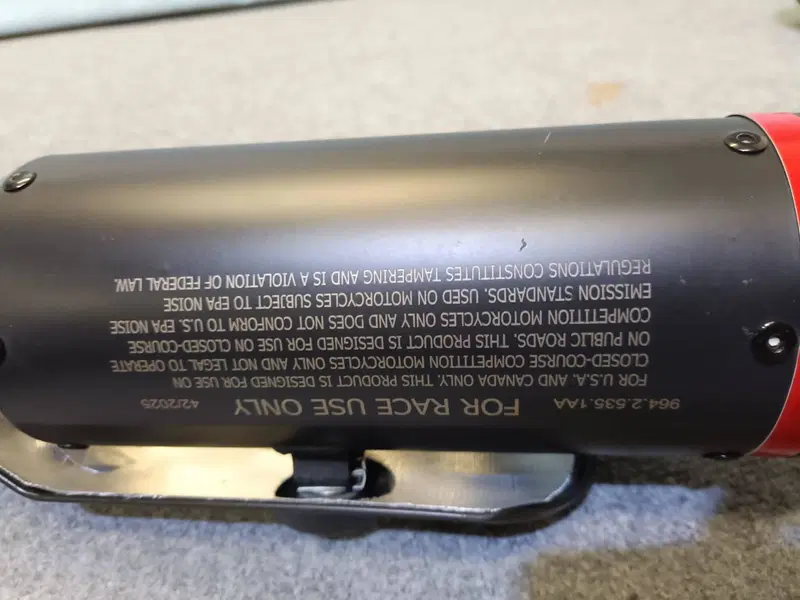 964.2.535.1AA FOR RACE USE ONLY 42/2025
FOR U.S.A. AND CANADA ONLY. THIS PRODUCT IS DESIGNED FOR USE ON
CLOSED-COURSE COMPETITION MOTORCYCLES ONLY AND NOT LEGAL TO OPERATE
ON PUBLIC ROADS. THIS PRODUCT IS DESIGNED FOR USE ON CLOSED-COURSE
COMPETITION MOTORCYCLES ONLY AND DOES NOT CONFORM TO U.S. EPA NOISE
EMISSION STANDARDS. USED ON MOTORCYCLES SUBJECT TO EPA NOISE
REGULATIONS CONSTITUTES TAMPERING AND IS A VIOLATION OF FEDERAL LAW.